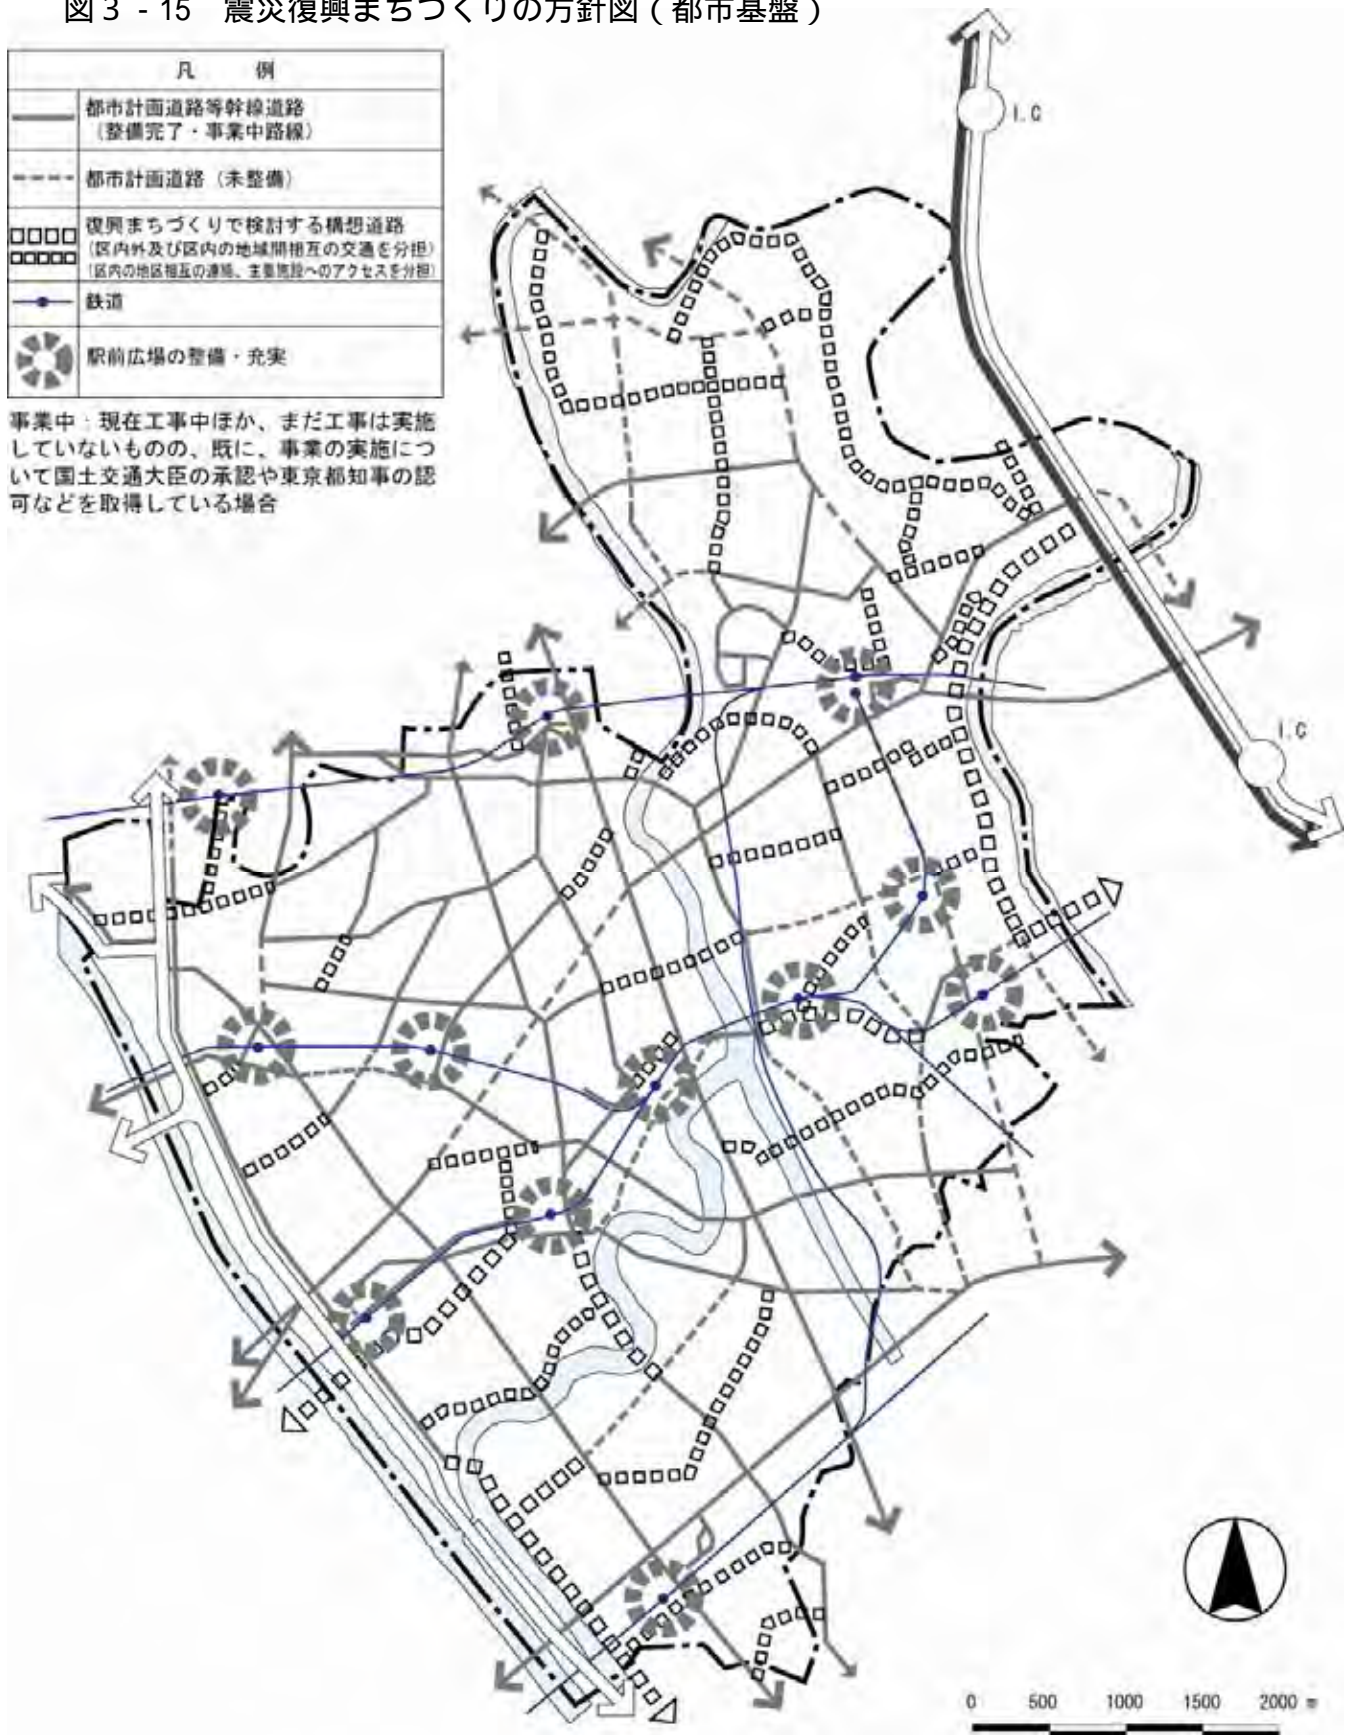 図3-15 震災復興まちづくりの方針図(都市基盤)
凡 例
都市計画道路等幹線道路
(整備完了・事業中路線)
都市計画道路(未整備)
復興まちづくりで検討する構想道路
(区内外及び区内の地域間相互の交通を分担)
(区内の地区相互の連絡、主要施設へのアクセスを分担)
鉄道
駅前広場の整備・充実
事業中:現在工事中ほか、まだ工事は実施
していないものの、既に、事業の実施につ
いて国土交通大臣の承認や東京都知事の認
可などを取得している場合
I.C
I.C
0 500 1000 1500 2000 m